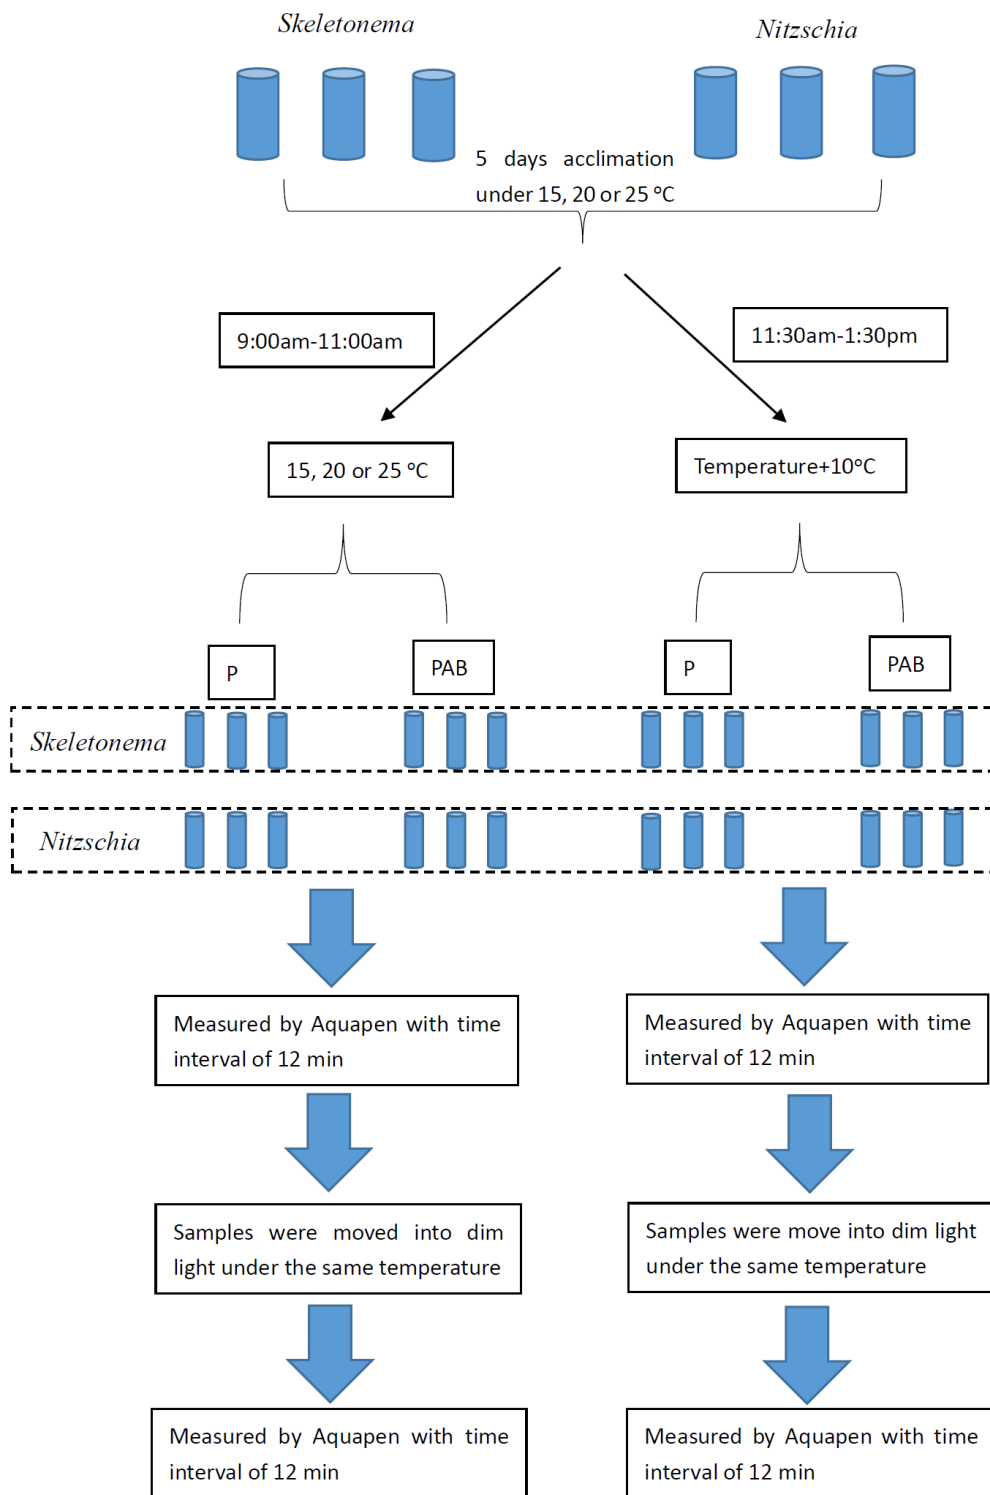 Skeletonema
Nitzschia
5 days acclimation
under 15, 20 or 25 °C
9:00am-11:00am
11:30am-1:30pm
15, 20 or 25 °C
Temperature+10°C
P
PAB
P
PAB
Skeletonema
Nitzschia
Measured by Aquapen with time
interval of 12 min
Measured by Aquapen with time
interval of 12 min
Samples were moved into dim
light under the same temperature
Samples were move into dim light
under the same temperature
Measured by Aquapen with time
interval of 12 min
Measured by Aquapen with time
interval of 12 min